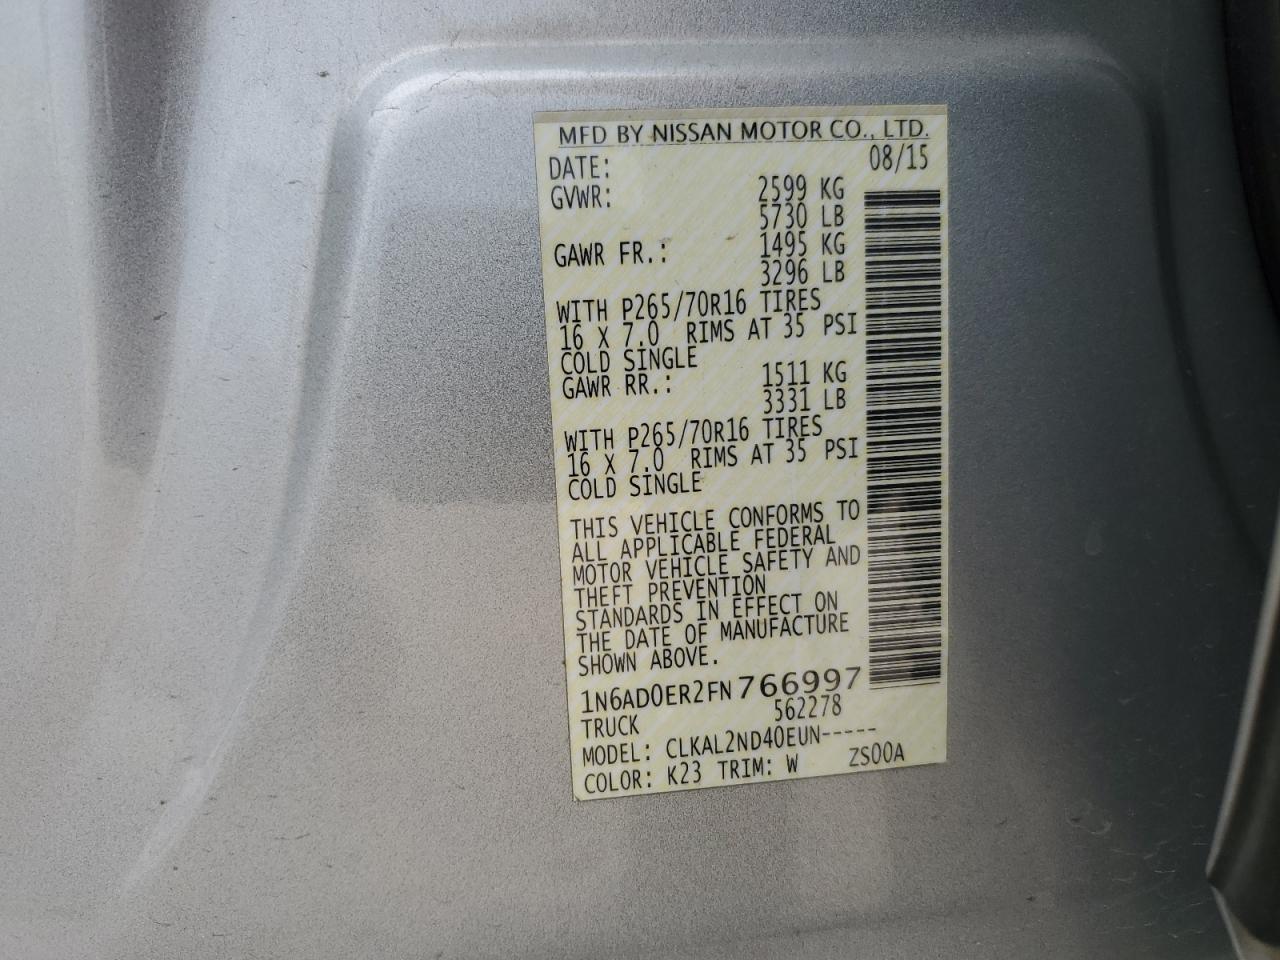 MFD BY NISSAN MOTOR CO., LTD.
DATE: 08/15
GVWR: 2599 KG
5730 LB
GAWR FR.: 1495 KG
3296 LB
WITH P265/70R16 TIRES
16 X 7.0 RIMS AT 35 PSI
COLD SINGLE
GAWR RR.: 1511 KG
3331 LB
WITH P265/70R16 TIRES
16 X 7.0 RIMS AT 35 PSI
COLD SINGLE
THIS VEHICLE CONFORMS TO
ALL APPLICABLE FEDERAL
MOTOR VEHICLE SAFETY AND
THEFT PREVENTION
STANDARDS IN EFFECT ON
THE DATE OF MANUFACTURE
SHOWN ABOVE.
1N6AD0ER2FN766997
TRUCK 562278
MODEL: CLKAL2ND40EUN-----
COLOR: K23 TRIM: W ZS00A